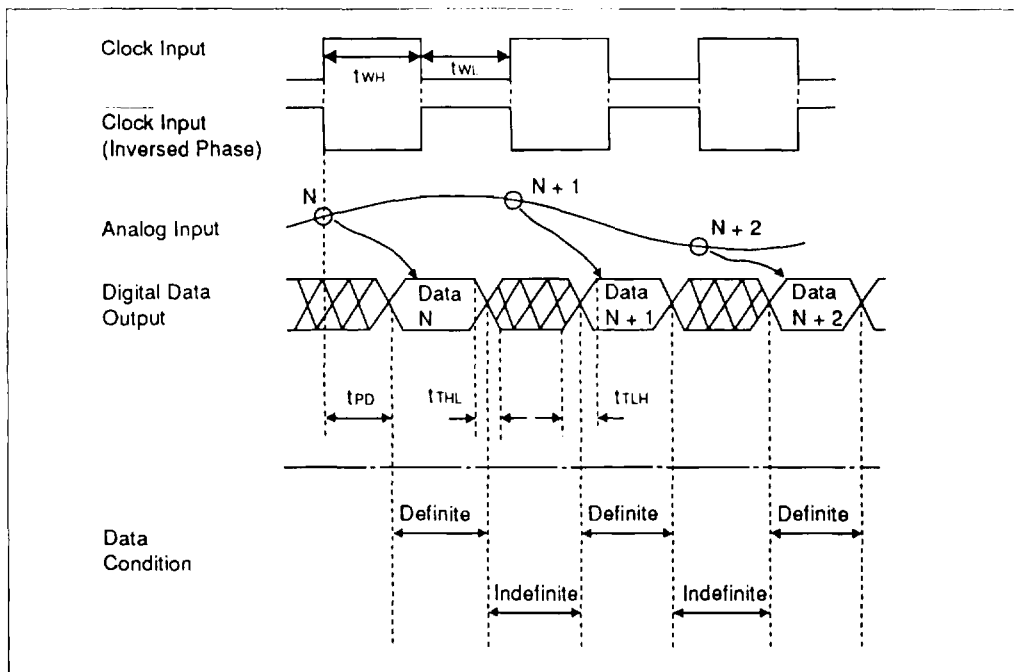 Clock Input
tWH
tWL
Clock Input
(Inversed Phase)
N
N + 1
N + 2
Analog Input
Digital Data
Output
Data
N
Data
N + 1
Data
N + 2
tPD
tTHL
tTLH
Definite
Definite
Definite
Data
Condition
Indefinite
Indefinite